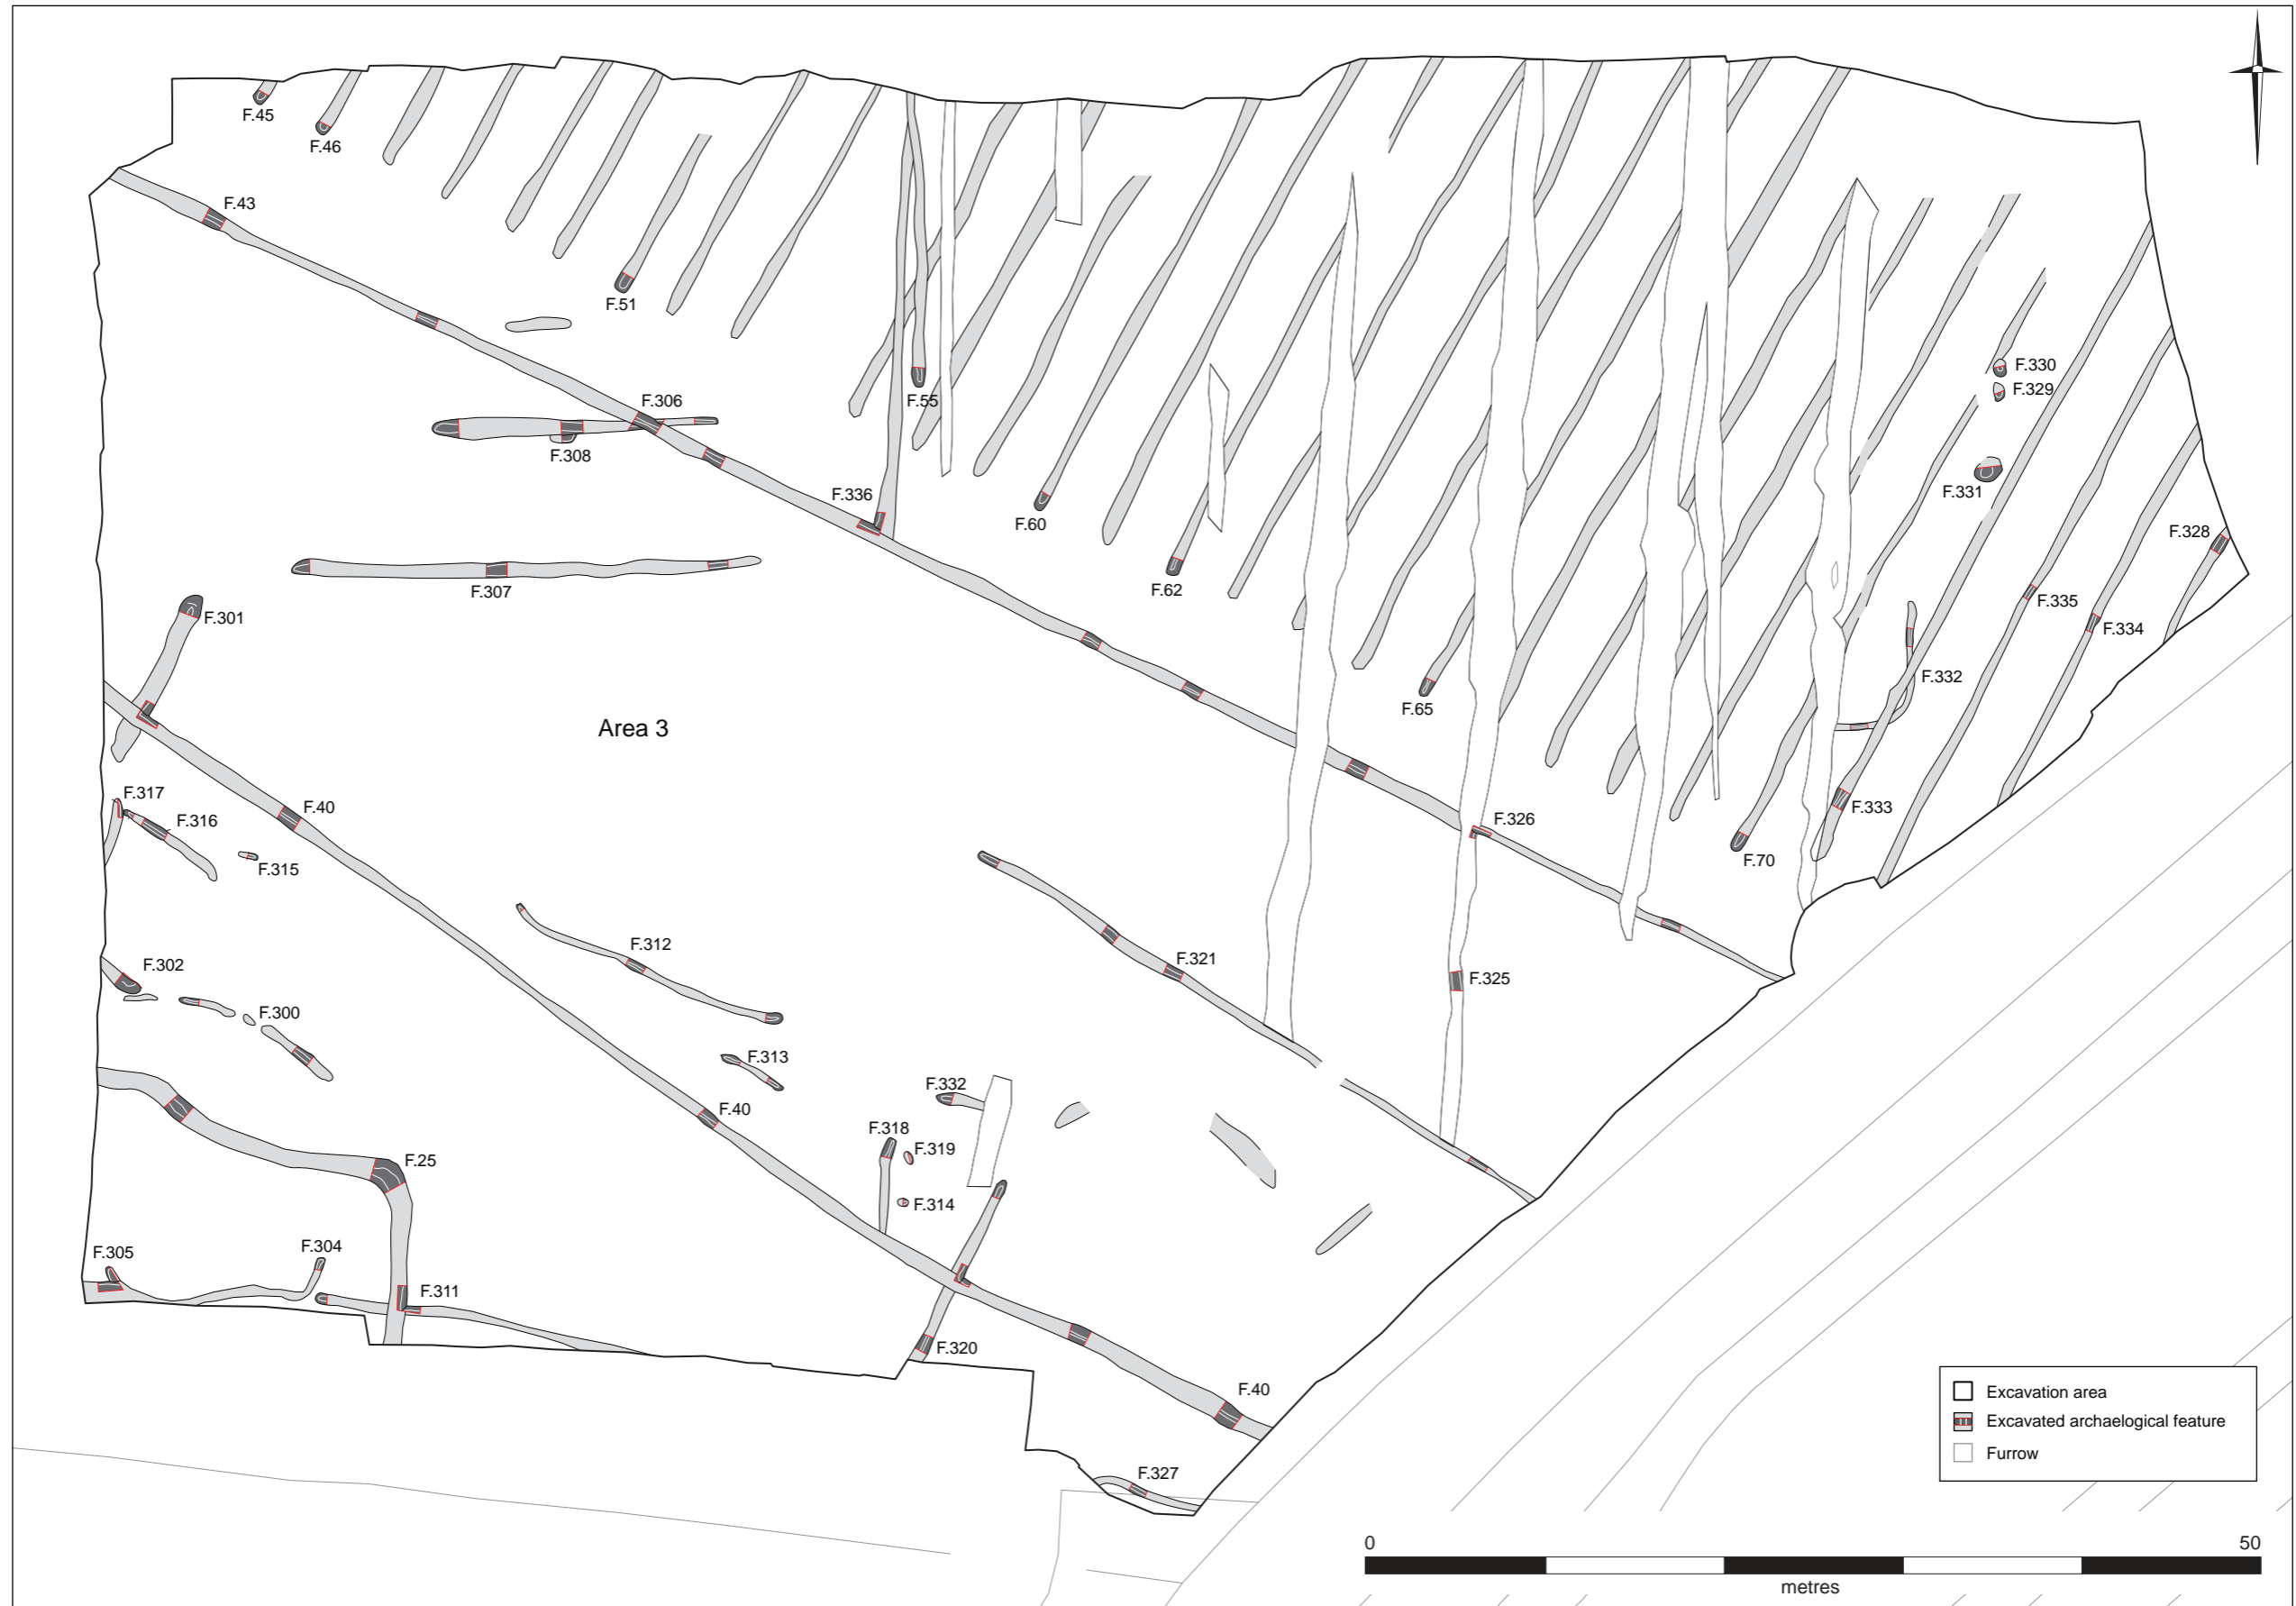 F.45
F.46
F.43
F.51
F.306
F.55
F.308
F.336
F.60
F.62
F.307
F.301
F.330
F.329
F.331
F.328
F.335
F.334
F.332
F.65
Area 3
F.317
F.40
F.316
F.315
F.333
F.326
F.70
F.312
F.321
F.325
F.302
F.300
F.313
F.332
F.40
F.318
F.319
F.314
F.25
F.305
F.304
F.311
F.320
F.40
F.327
Excavation area
Excavated archaelogical feature
Furrow
0 50
metres